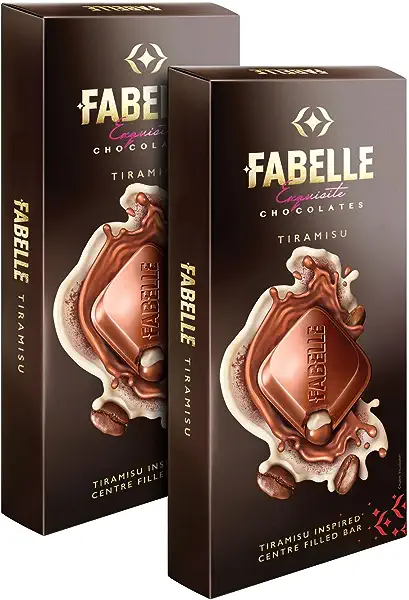 FABELLE
Exquisite
CHOCOLATES
TIRAMISU
FABELLE
TIRAMISU
FABELLE
TIRAMISU INSPIRED
CENTRE FILLED BAR
FABELLE
Exquisite
CHOCOLATES
TIRAMISU
FABELLE
TIRAMISU
FABELLE
TIRAMISU INSPIRED
CENTRE FILLED BAR